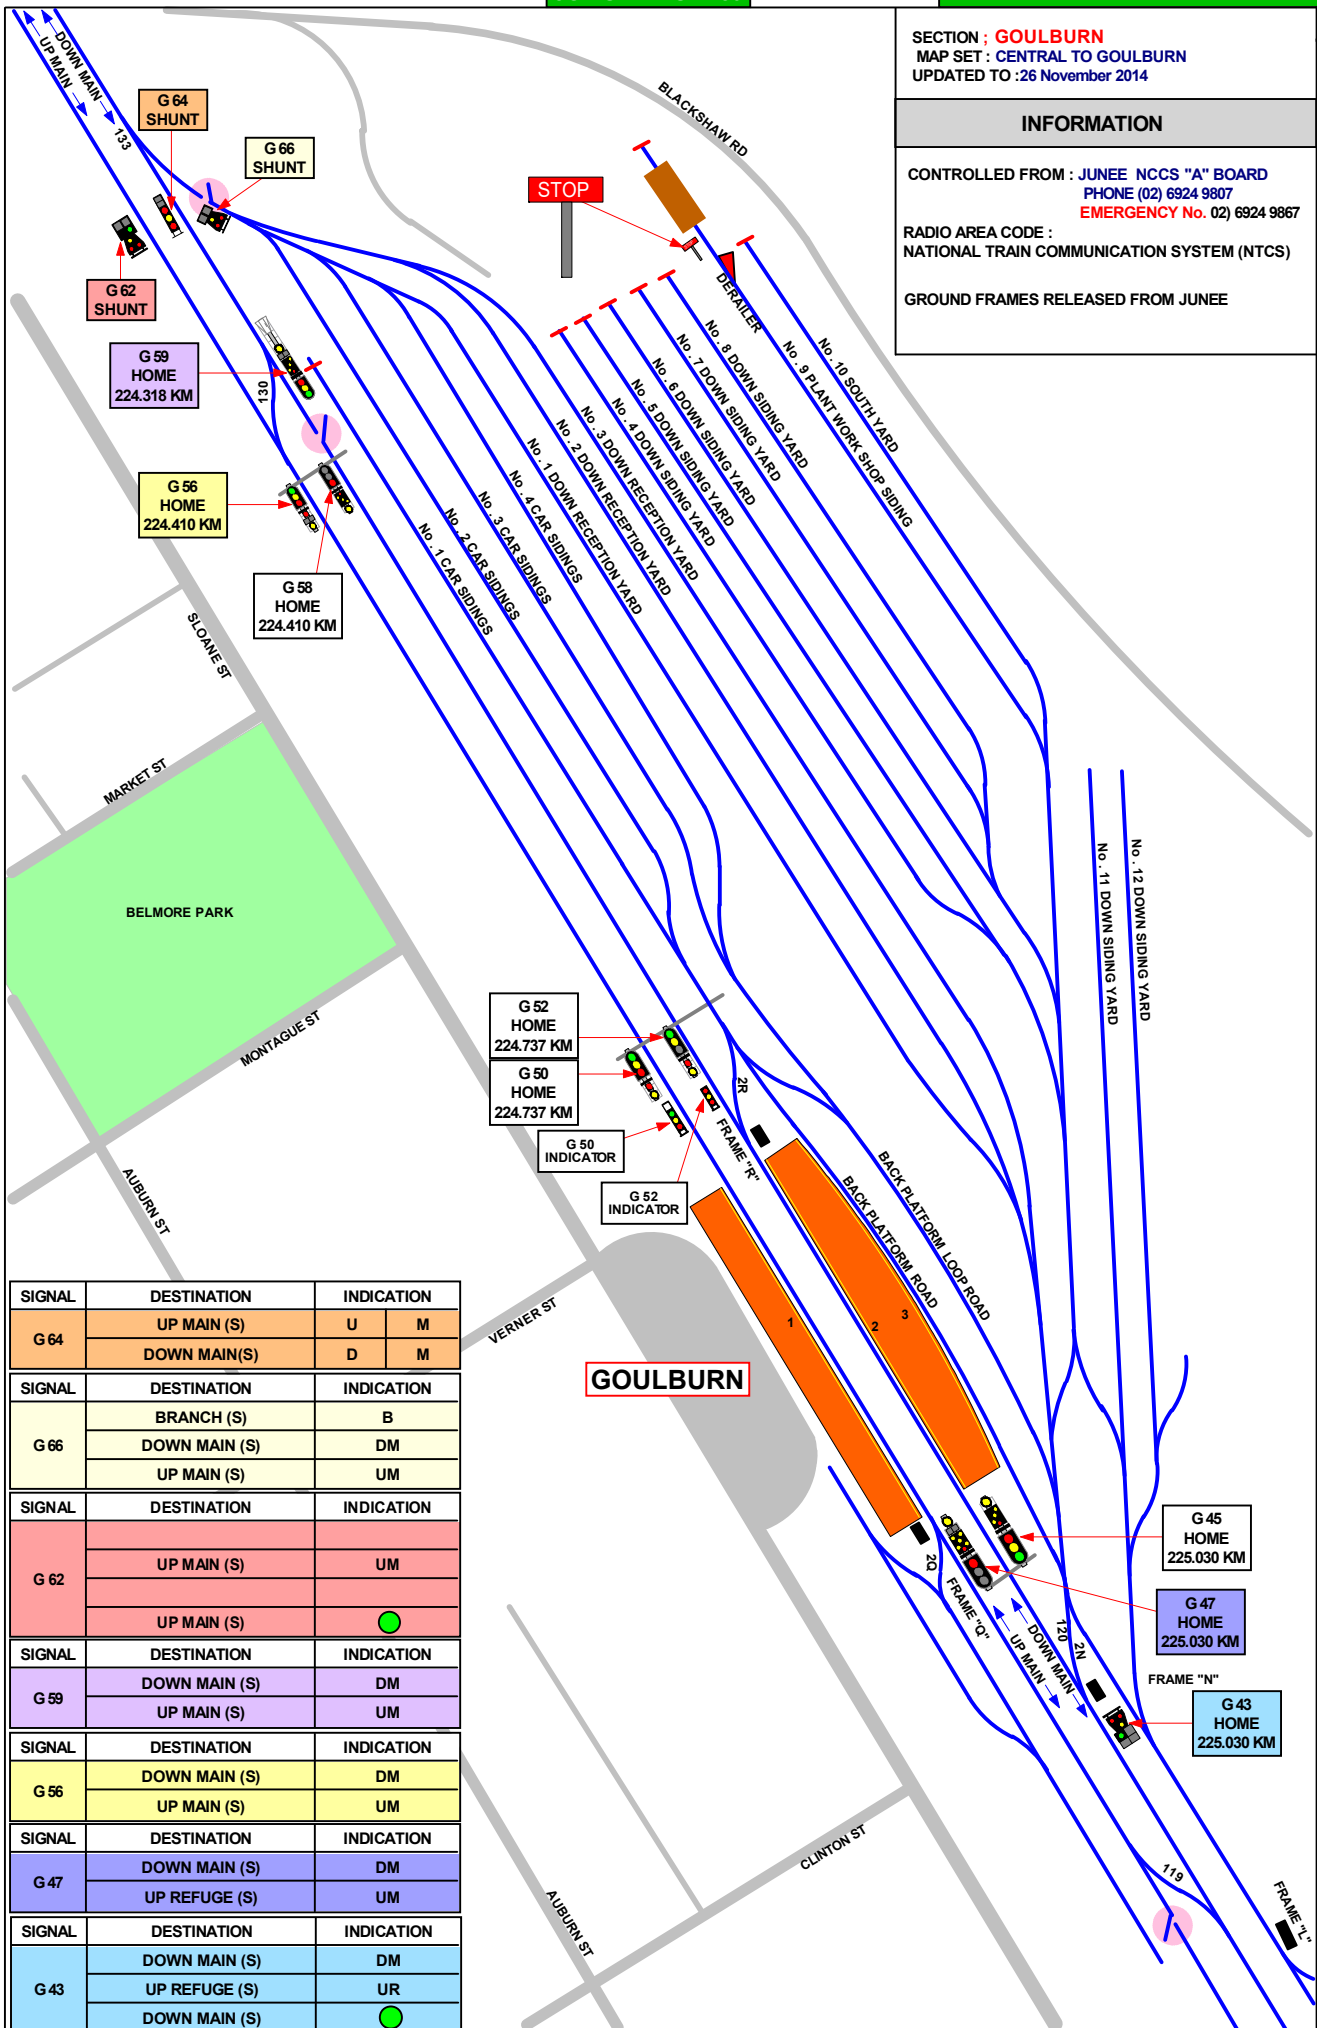 SECTION ; GOULBURN
MAP SET : CENTRAL TO GOULBURN
UPDATED TO :26 November 2014
INFORMATION
CONTROLLED FROM : JUNEE NCCS "A" BOARD
PHONE (02) 6924 9807
EMERGENCY No. 02) 6924 9867
RADIO AREA CODE :
NATIONAL TRAIN COMMUNICATION SYSTEM (NTCS)
GROUND FRAMES RELEASED FROM JUNEE
UP MAIN
DOWN MAIN
133
G 64
SHUNT
G 66
SHUNT
G 62
SHUNT
G 59
HOME
224.318 KM
130
G 56
HOME
224.410 KM
G 58
HOME
224.410 KM
STOP
BLACKSHAW RD
DERAILER
No . 1 CAR SIDINGS
No . 2 CAR SIDINGS
No . 3 CAR SIDINGS
No . 4 CAR SIDINGS
No . 1 DOWN RECEPTION YARD
No . 2 DOWN RECEPTION YARD
No . 3 DOWN RECEPTION YARD
No . 4 DOWN SIDING YARD
No . 5 DOWN SIDING YARD
No . 6 DOWN SIDING YARD
No . 7 DOWN SIDING YARD
No . 8 DOWN SIDING YARD
No . 9 PLANT WORK SHOP SIDING
No . 10 SOUTH YARD
No . 11 DOWN SIDING YARD
No . 12 DOWN SIDING YARD
SLOANE ST
MARKET ST
BELMORE PARK
MONTAGUE ST
AUBURN ST
VERNER ST
G 52
HOME
224.737 KM
G 50
HOME
224.737 KM
G 50
INDICATOR
G 52
INDICATOR
2R
FRAME "R"
BACK PLATFORM ROAD
BACK PLATFORM LOOP ROAD
1
2
3
GOULBURN
G 45
HOME
225.030 KM
G 47
HOME
225.030 KM
2Q
FRAME "Q"
UP MAIN
DOWN MAIN
120
2N
FRAME "N"
G 43
HOME
225.030 KM
119
FRAME "L"
CLINTON ST
AUBURN ST
SIGNAL DESTINATION INDICATION
G 64 UP MAIN (S) U M
DOWN MAIN(S) D M
SIGNAL DESTINATION INDICATION
G 66 BRANCH (S) B
DOWN MAIN (S) DM
UP MAIN (S) UM
SIGNAL DESTINATION INDICATION
G 62 UP MAIN (S) UM
UP MAIN (S)
SIGNAL DESTINATION INDICATION
G 59 DOWN MAIN (S) DM
UP MAIN (S) UM
SIGNAL DESTINATION INDICATION
G 56 DOWN MAIN (S) DM
UP MAIN (S) UM
SIGNAL DESTINATION INDICATION
G 47 DOWN MAIN (S) DM
UP REFUGE (S) UM
SIGNAL DESTINATION INDICATION
G 43 DOWN MAIN (S) DM
UP REFUGE (S) UR
DOWN MAIN (S)